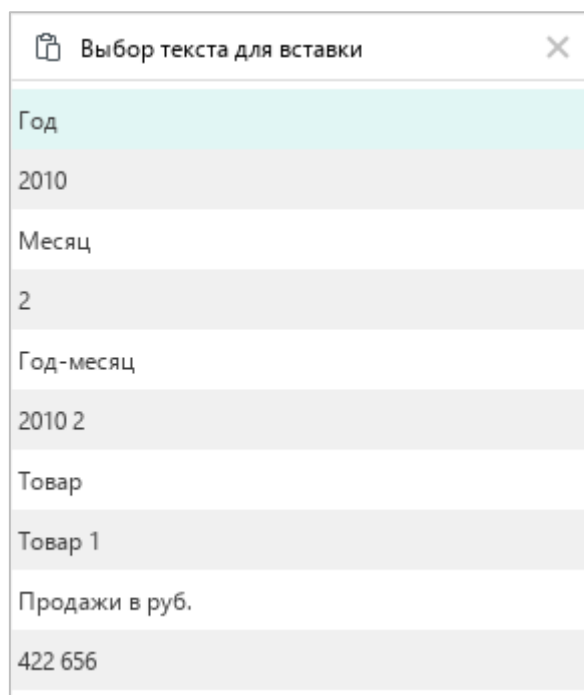 Выбор текста для вставки
Год
2010
Месяц
2
Год-месяц
2010 2
Товар
Товар 1
Продажи в руб.
422 656